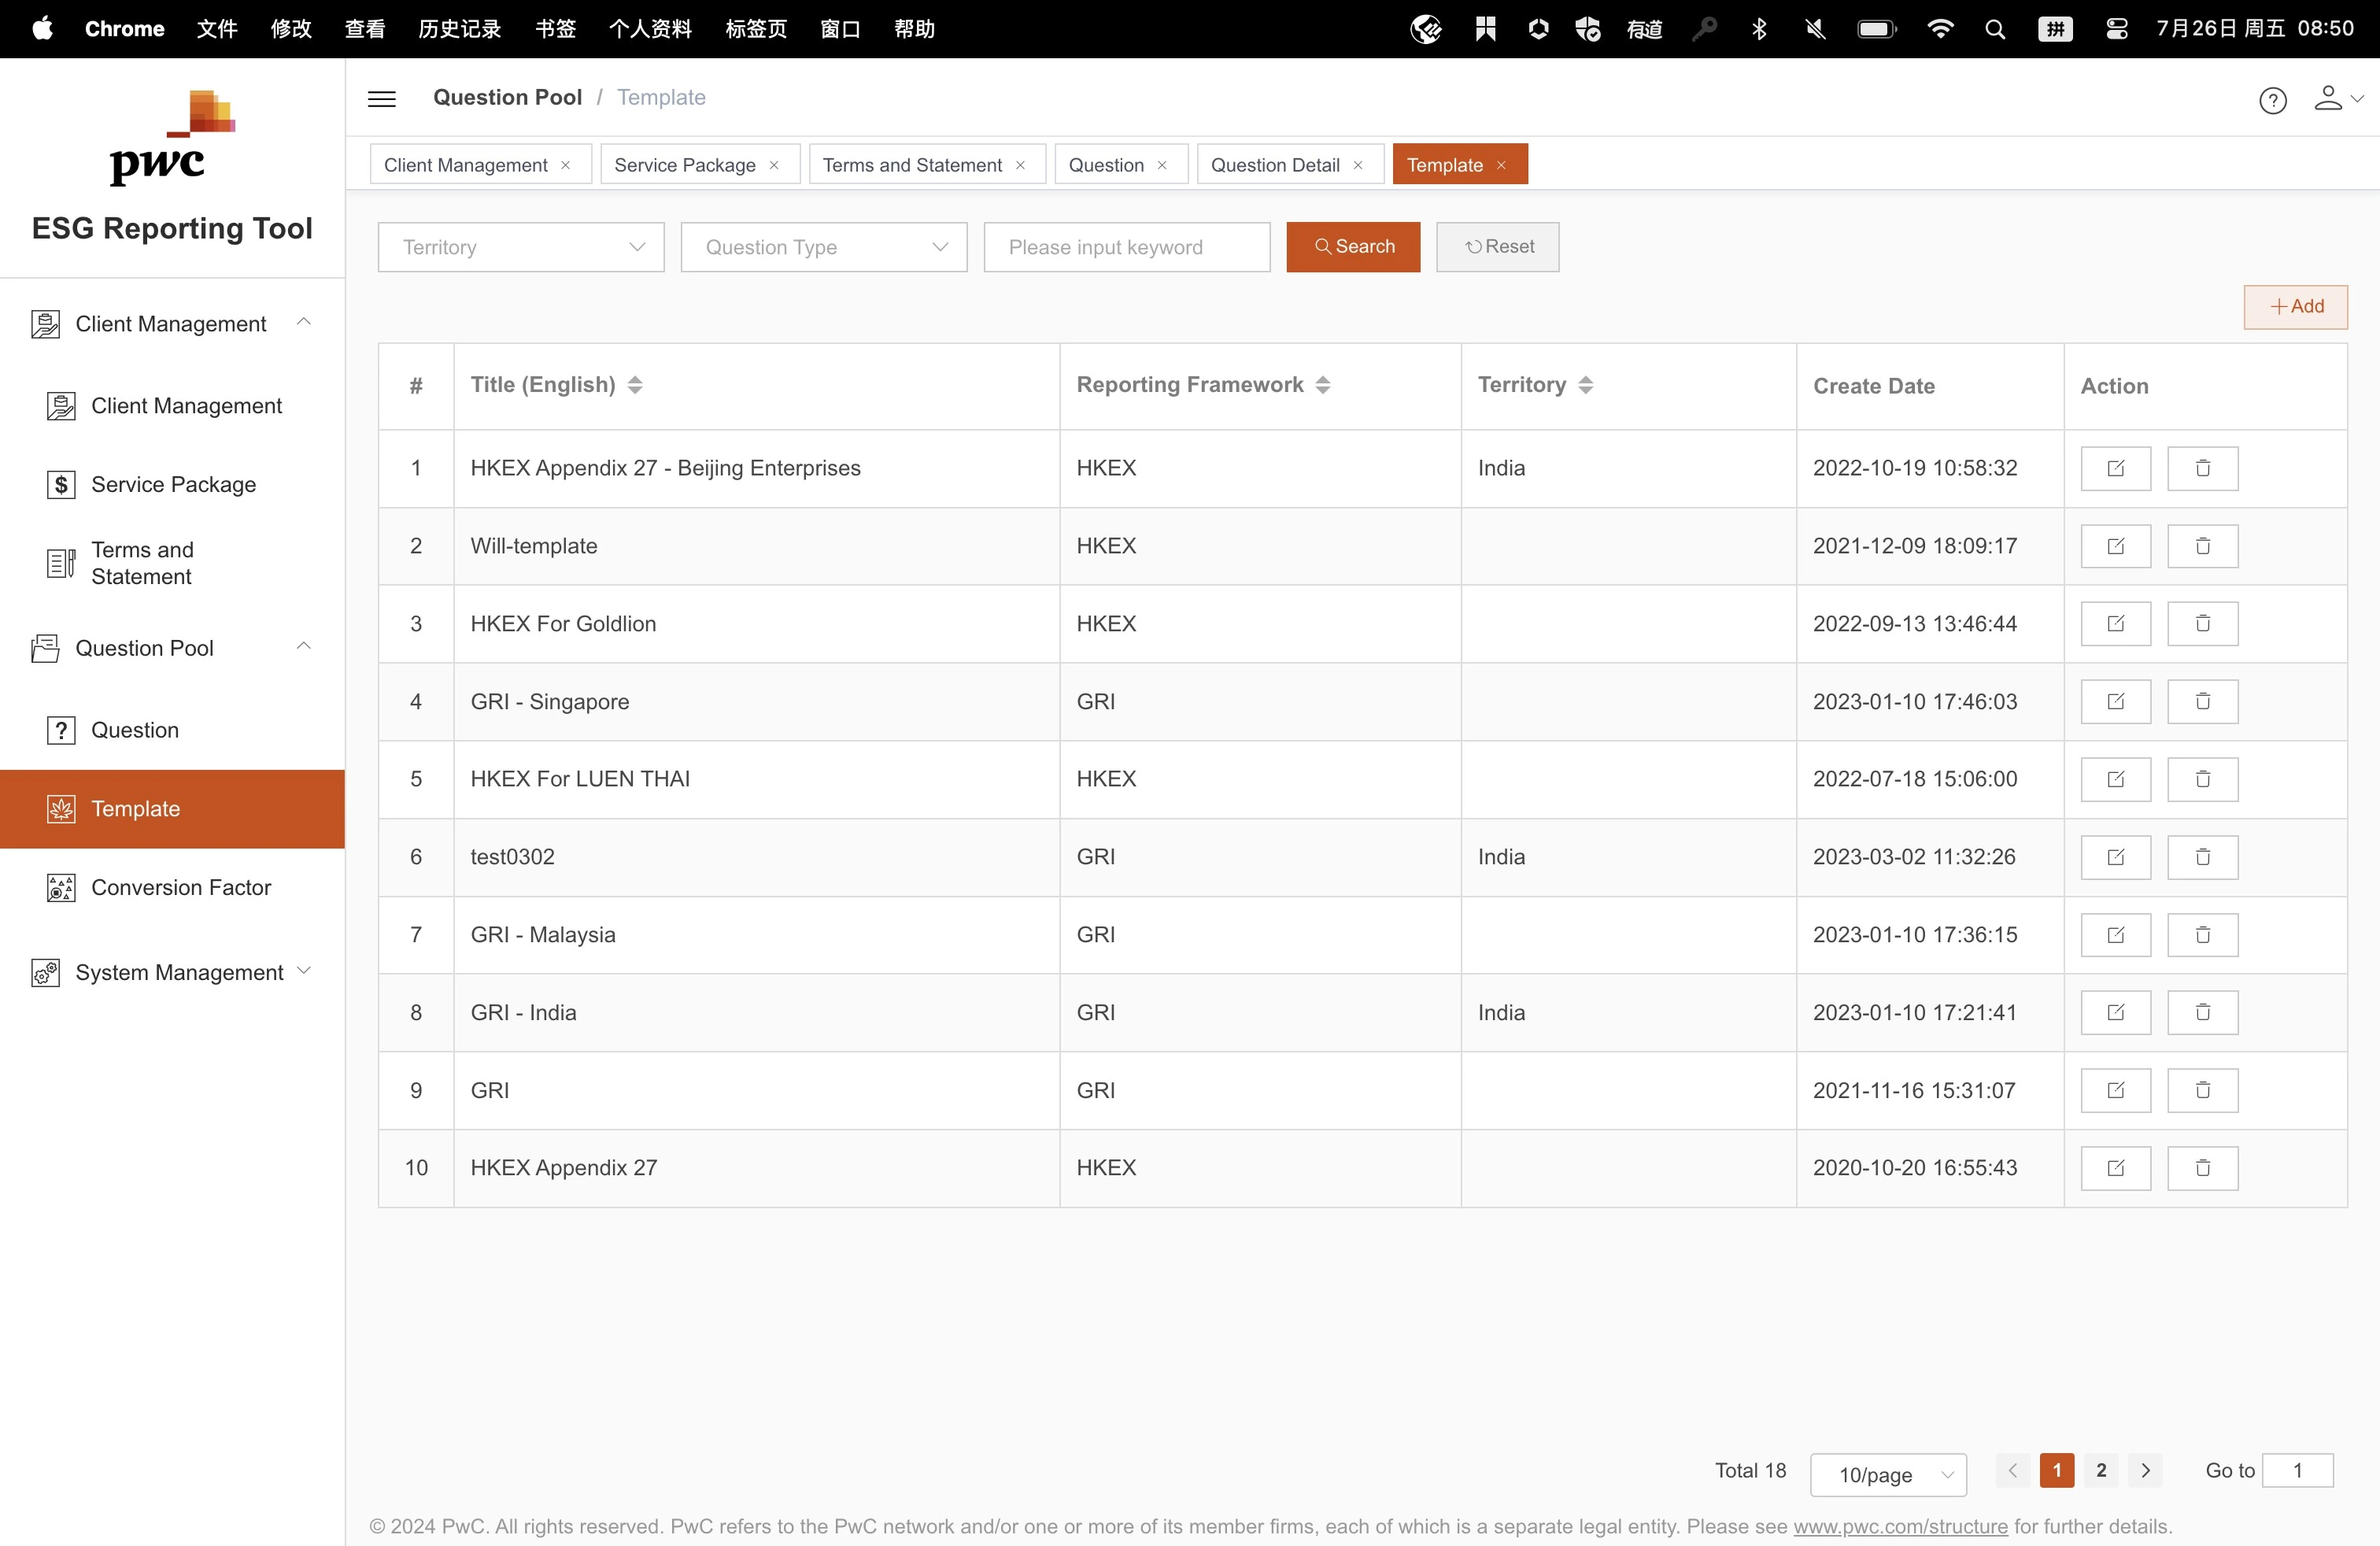 Chrome 文件 修改 查看 历史记录 书签 个人资料 标签页 窗口 帮助 有道 拼 7月26日 周五 08:50
pwc
ESG Reporting Tool
Client Management
Client Management
$ Service Package
Terms and
Statement
Question Pool
? Question
Template
Conversion Factor
System Management
Question Pool / Template ?
Client Management × Service Package × Terms and Statement × Question × Question Detail × Template ×
Territory Question Type Please input keyword Search Reset
+Add
# Title (English) Reporting Framework Territory Create Date Action
1 HKEX Appendix 27 - Beijing Enterprises HKEX India 2022-10-19 10:58:32
2 Will-template HKEX 2021-12-09 18:09:17
3 HKEX For Goldlion HKEX 2022-09-13 13:46:44
4 GRI - Singapore GRI 2023-01-10 17:46:03
5 HKEX For LUEN THAI HKEX 2022-07-18 15:06:00
6 test0302 GRI India 2023-03-02 11:32:26
7 GRI - Malaysia GRI 2023-01-10 17:36:15
8 GRI - India GRI India 2023-01-10 17:21:41
9 GRI GRI 2021-11-16 15:31:07
10 HKEX Appendix 27 HKEX 2020-10-20 16:55:43
Total 18 10/page 1 2 Go to 1
© 2024 PwC. All rights reserved. PwC refers to the PwC network and/or one or more of its member firms, each of which is a separate legal entity. Please see www.pwc.com/structure for further details.